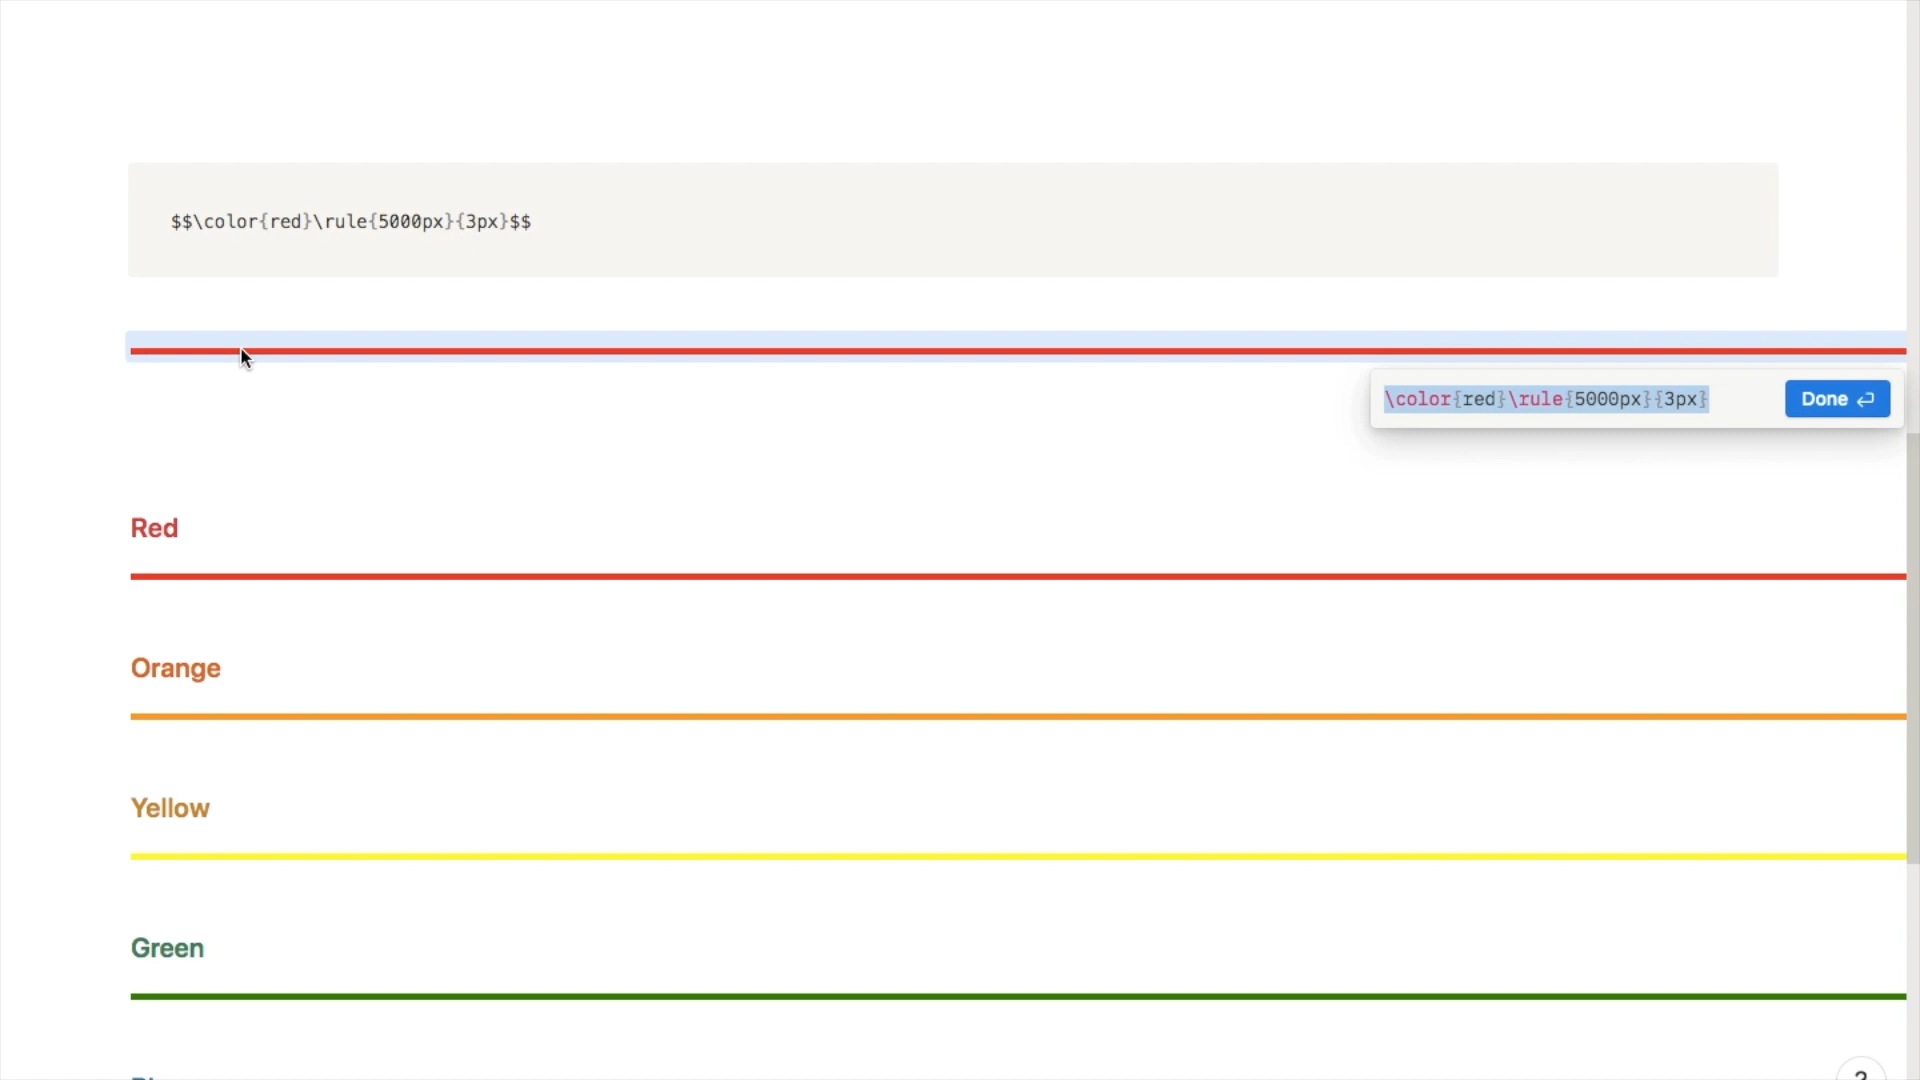 $$\color{red}\rule{5000px}{3px}$$
\color{red}\rule{5000px}{3px}
Done
Red
Orange
Yellow
Green